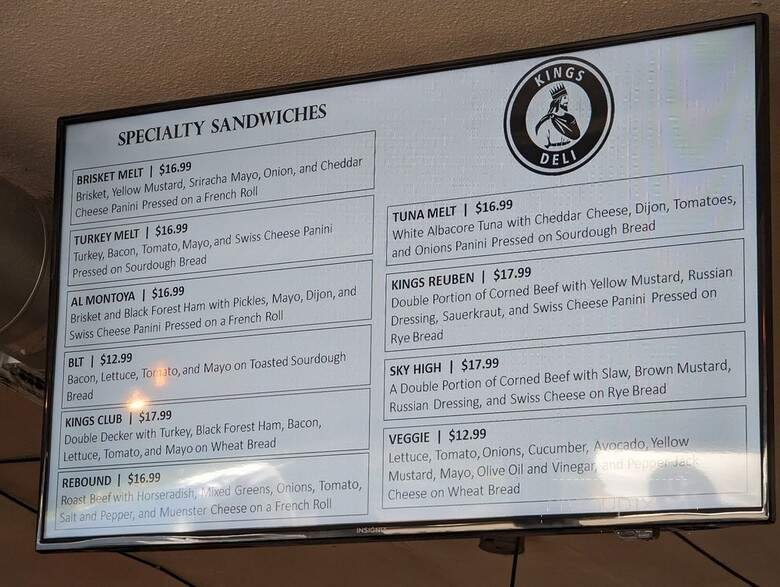 SPECIALTY SANDWICHES
BRISKET MELT | $16.99
Brisket, Yellow Mustard, Sriracha Mayo, Onion, and Cheddar
Cheese Panini Pressed on a French Roll
TURKEY MELT | $16.99
Turkey, Bacon, Tomato, Mayo, and Swiss Cheese Panini
Pressed on Sourdough Bread
AL MONTOYA | $16.99
Brisket and Black Forest Ham with Pickles, Mayo, Dijon, and
Swiss Cheese Panini Pressed on a French Roll
BLT | $12.99
Bacon, Lettuce, Tomato, and Mayo on Toasted Sourdough
Bread
KINGS CLUB | $17.99
Double Decker with Turkey, Black Forest Ham, Bacon,
Lettuce, Tomato, and Mayo on Wheat Bread
REBOUND | $16.99
Roast Beef with Horseradish, Mixed Greens, Onions, Tomato,
Salt and Pepper, and Muenster Cheese on a French Roll
KINGS
DELI
TUNA MELT | $16.99
White Albacore Tuna with Cheddar Cheese, Dijon, Tomatoes,
and Onions Panini Pressed on Sourdough Bread
KINGS REUBEN | $17.99
Double Portion of Corned Beef with Yellow Mustard, Russian
Dressing, Sauerkraut, and Swiss Cheese Panini Pressed on
Rye Bread
SKY HIGH | $17.99
A Double Portion of Corned Beef with Slaw, Brown Mustard,
Russian Dressing, and Swiss Cheese on Rye Bread
VEGGIE | $12.99
Lettuce, Tomato, Onions, Cucumber, Avocado, Yellow
Mustard, Mayo, Olive Oil and Vinegar, and Pepper Jack
Cheese on Wheat Bread
INSIGNIA